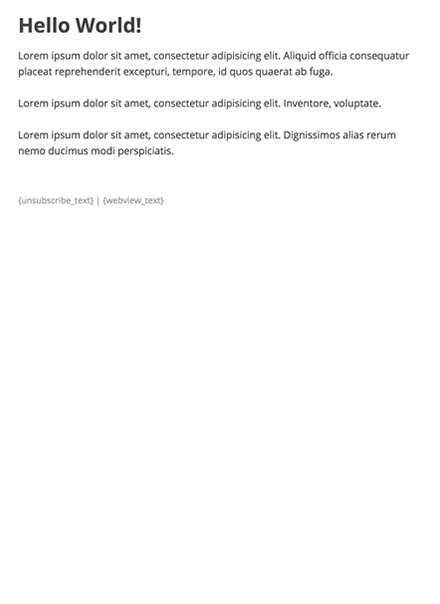 Hello World!
Lorem ipsum dolor sit amet, consectetur adipisicing elit. Aliquid officia consequatur
placeat reprehenderit excepturi, tempore, id quos quaerat ab fuga.
Lorem ipsum dolor sit amet, consectetur adipisicing elit. Inventore, voluptate.
Lorem ipsum dolor sit amet, consectetur adipisicing elit. Dignissimos alias rerum
nemo ducimus modi perspiciatis.
{unsubscribe_text} | {webview_text}